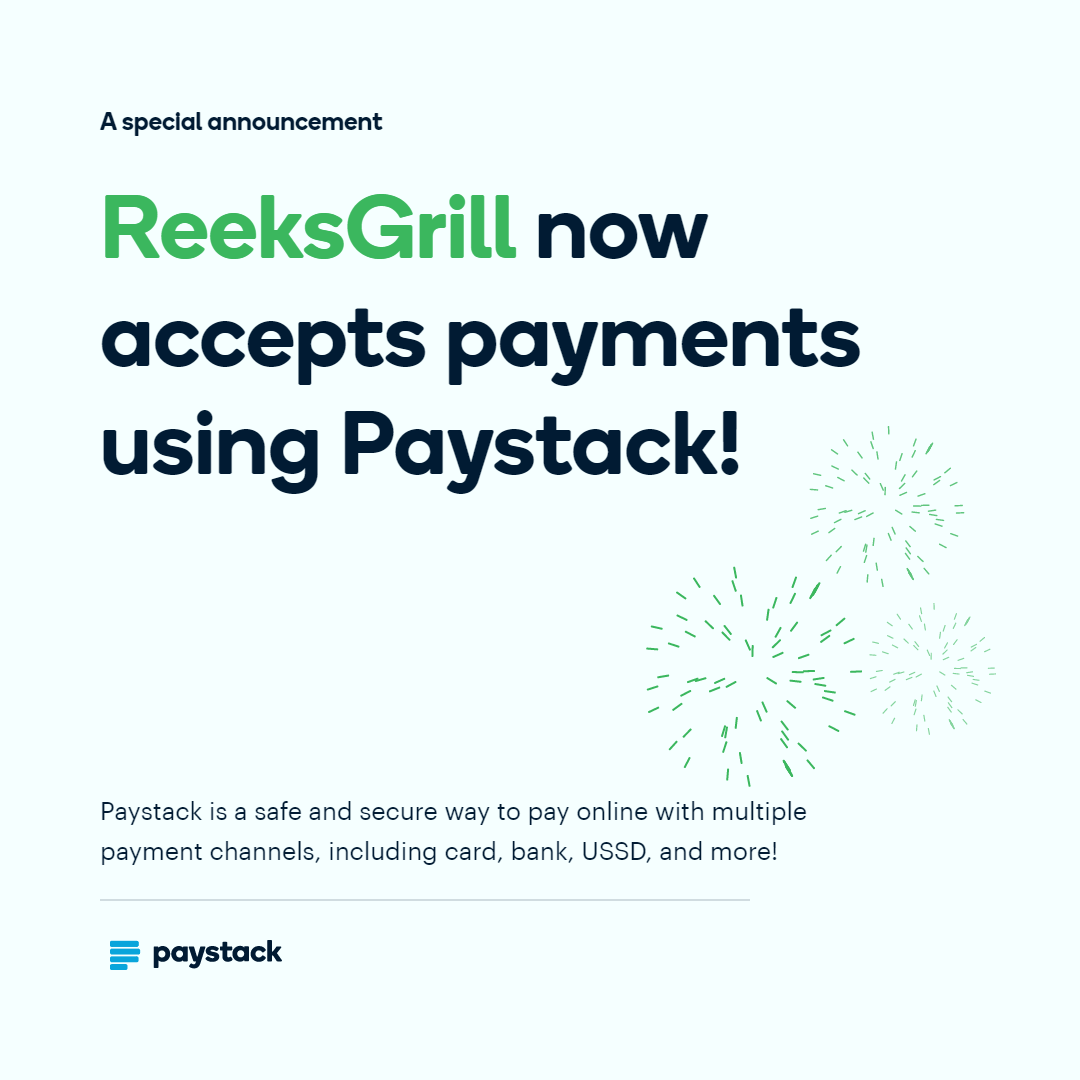 A special announcement
ReeksGrill now
accepts payments
using Paystack!
Paystack is a safe and secure way to pay online with multiple
payment channels, including card, bank, USSD, and more!
paystack